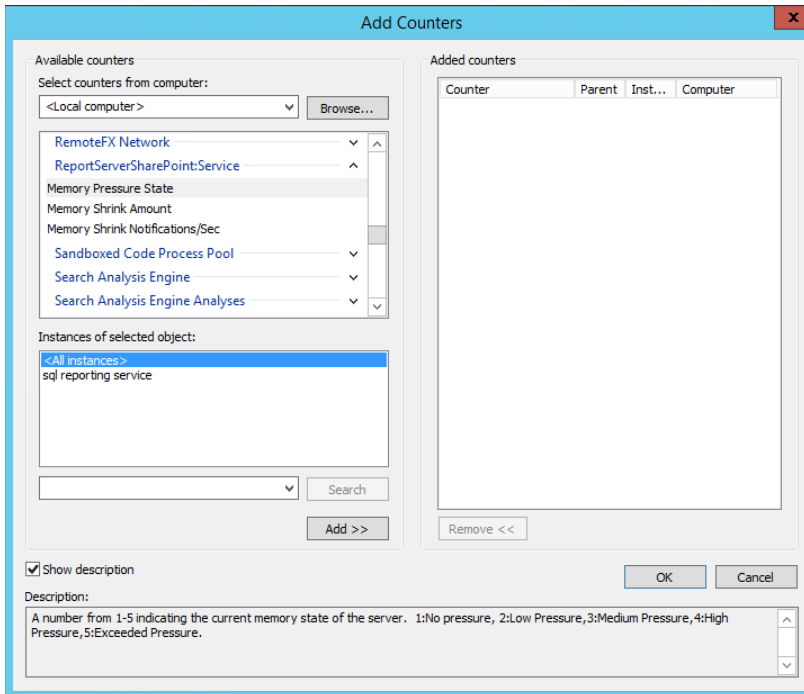 Add Counters
x
Available counters
Select counters from computer:
<Local computer>
Browse...
RemoteFX Network
ReportServerSharePoint:Service
Memory Pressure State
Memory Shrink Amount
Memory Shrink Notifications/Sec
Sandboxed Code Process Pool
Search Analysis Engine
Search Analysis Engine Analyses
Instances of selected object:
<All instances>
sql reporting service
Search
Add >>
Added counters
Counter Parent Inst... Computer
Remove <<
Show description
OK Cancel
Description:
A number from 1-5 indicating the current memory state of the server.  1:No pressure, 2:Low Pressure,3:Medium Pressure,4:High
Pressure,5:Exceeded Pressure.